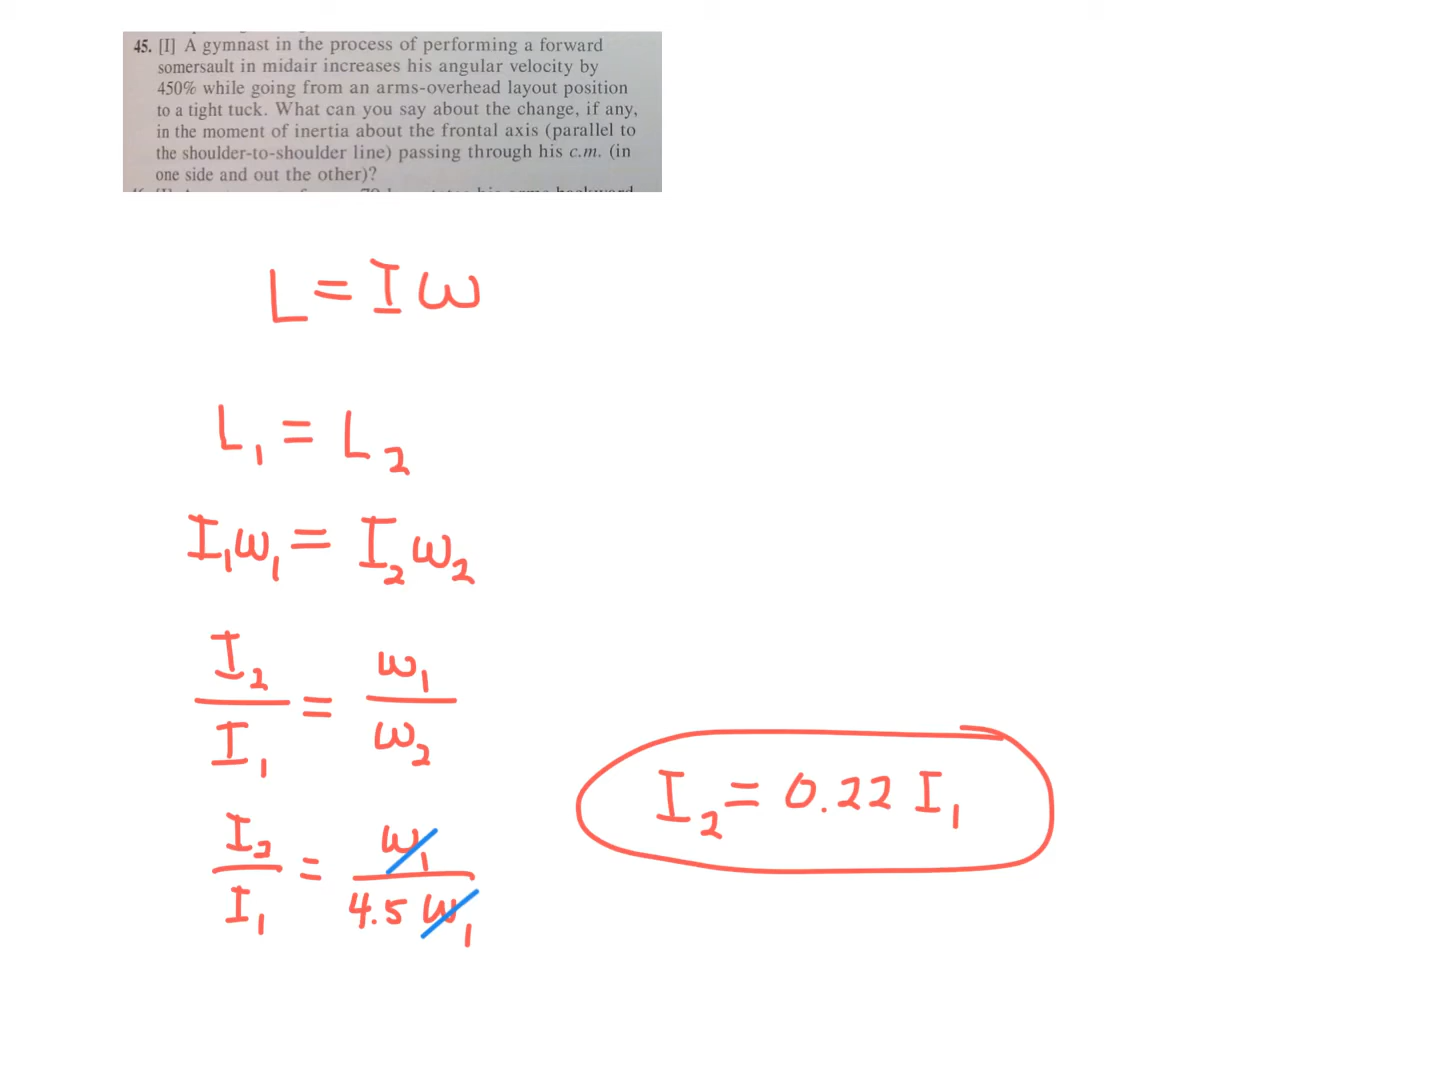 45. [I] A gymnast in the process of performing a forward
somersault in midair increases his angular velocity by
450% while going from an arms-overhead layout position
to a tight tuck. What can you say about the change, if any,
in the moment of inertia about the frontal axis (parallel to
the shoulder-to-shoulder line) passing through his c.m. (in
one side and out the other)?
L = I ω
L₁ = L₂
I₁ω₁ = I₂ω₂
I₂/I₁ = ω₁/ω₂
I₂/I₁ = ω₁/4.5 ω₁
I₂ = 0.22 I₁